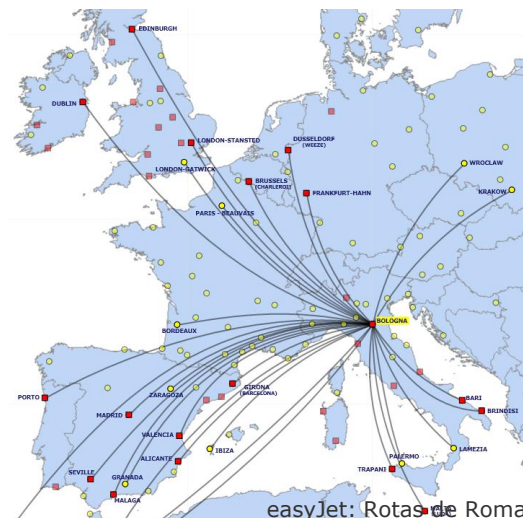 EDINBURGH
DUBLIN
LONDON-STANSTED
LONDON-GATWICK
DUSSELDORF
(WEEZE)
BRUSSELS
(CHARLEROI)
FRANKFURT-HAHN
WROCLAW
KRAKOW
PARIS - BEAUVAIS
BOLOGNA
BORDEAUX
GIRONA
(BARCELONA)
ZARAGOZA
PORTO
MADRID
BARI
BRINDISI
VALENCIA
IBIZA
LAMEZIA
ALICANTE
PALERMO
TRAPANI
SEVILLE
GRANADA
MALAGA
easyJet: Rotas de Roma